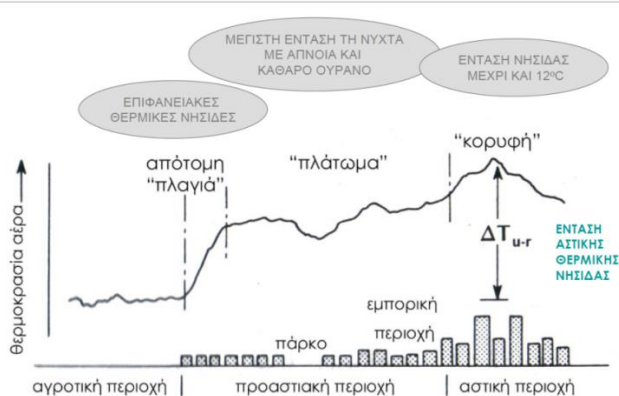 ΜΕΓΙΣΤΗ ΕΝΤΑΣΗ ΤΗ ΝΥΧΤΑ
ΜΕ ΑΠΝΟΙΑ ΚΑΙ
ΚΑΘΑΡΟ ΟΥΡΑΝΟ
ΕΝΤΑΣΗ ΝΗΣΙΔΑΣ
ΜΕΧΡΙ ΚΑΙ 12ºC
ΕΠΙΦΑΝΕΙΑΚΕΣ
ΘΕΡΜΙΚΕΣ ΝΗΣΙΔΕΣ
απότομη
“πλαγιά”
“πλάτωμα”
“κορυφή”
θερμοκρασία αέρα
ΔTu-r
ΕΝΤΑΣΗ
ΑΣΤΙΚΗΣ
ΘΕΡΜΙΚΗΣ
ΝΗΣΙΔΑΣ
εμπορική
περιοχή
πάρκο
αγροτική περιοχή
προαστιακή περιοχή
αστική περιοχή